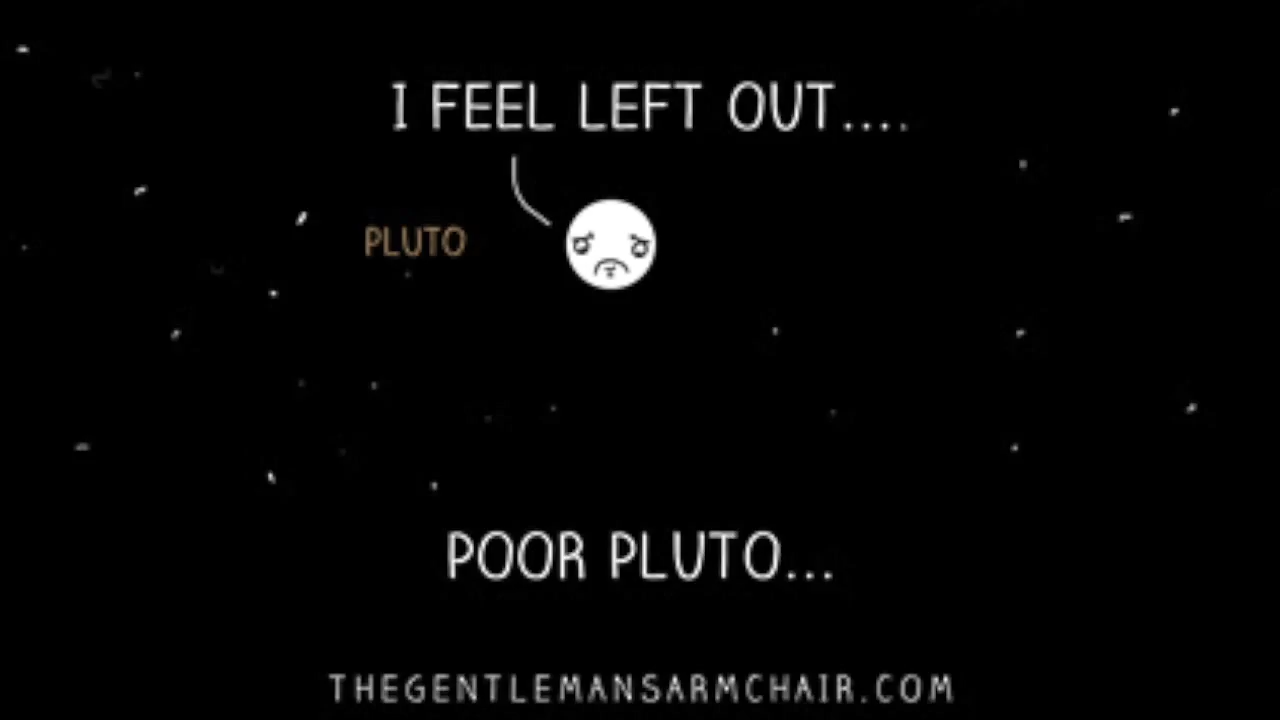 I FEEL LEFT OUT....
PLUTO
POOR PLUTO...
THEGENTLEMANSARMCHAIR.COM